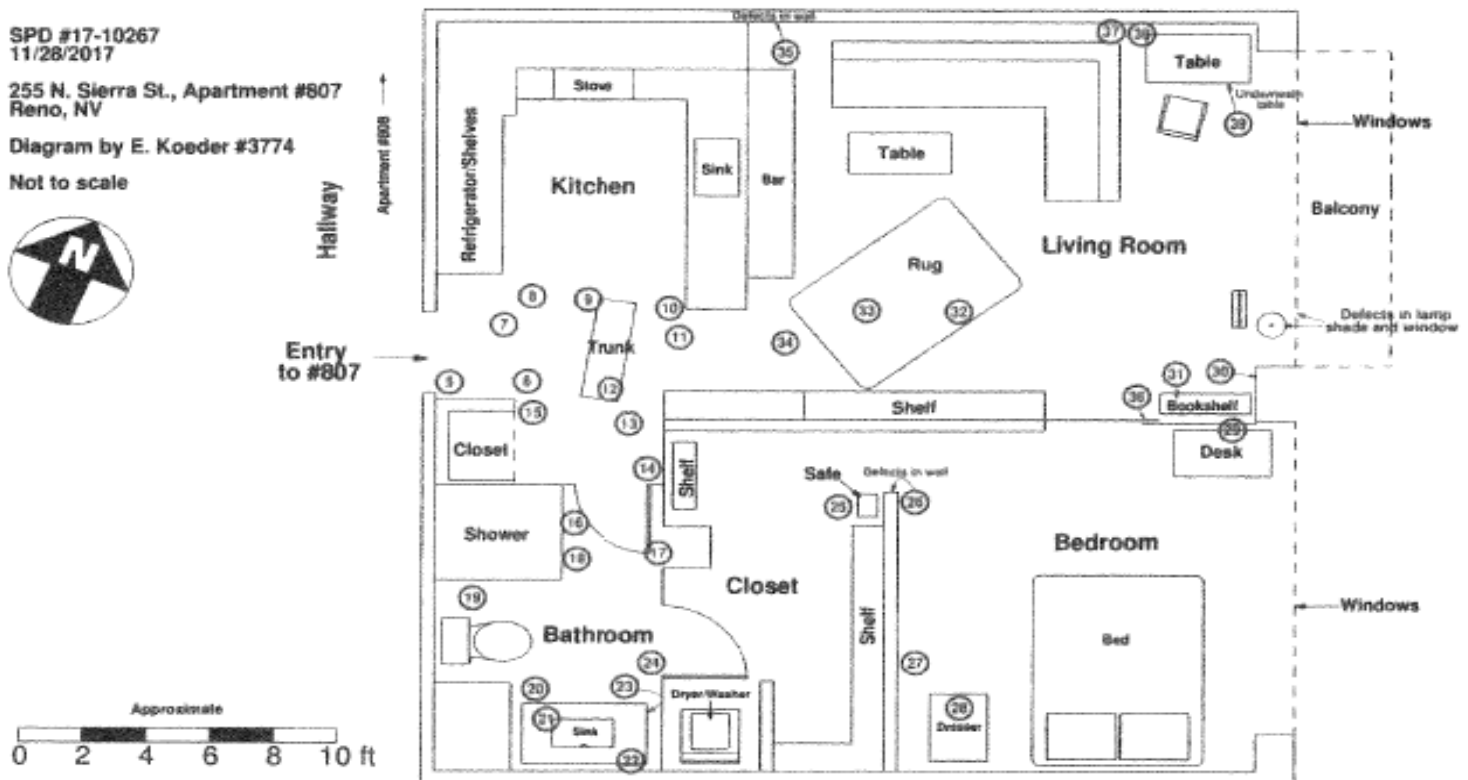 SPD #17-10267
11/28/2017
255 N. Sierra St., Apartment #807
Reno, NV
Diagram by E. Koeder #3774
Not to scale
N
Hallway
Apartment #808
Entry
to #807
Approximate
0 2 4 6 8 10 ft
Refrigerator/Shelves
Stove
Kitchen
Sink
Bar
Defects in wall
35
Table
Rug
Living Room
37
39
Table
Underneath
table
38
Windows
Balcony
Defects in lamp
shade and window
5
6
7
8
9
10
11
Trunk
12
13
14
15
Closet
34
33
32
31
30
36
Bookshelf
Shelf
29
Desk
Shelf
Safe
25
Defects in wall
26
Shower
16
17
18
19
Bathroom
Closet
Shelf
Bedroom
Bed
Windows
20
21
Sink
22
23
24
Dryer/Washer
27
28
Dresser